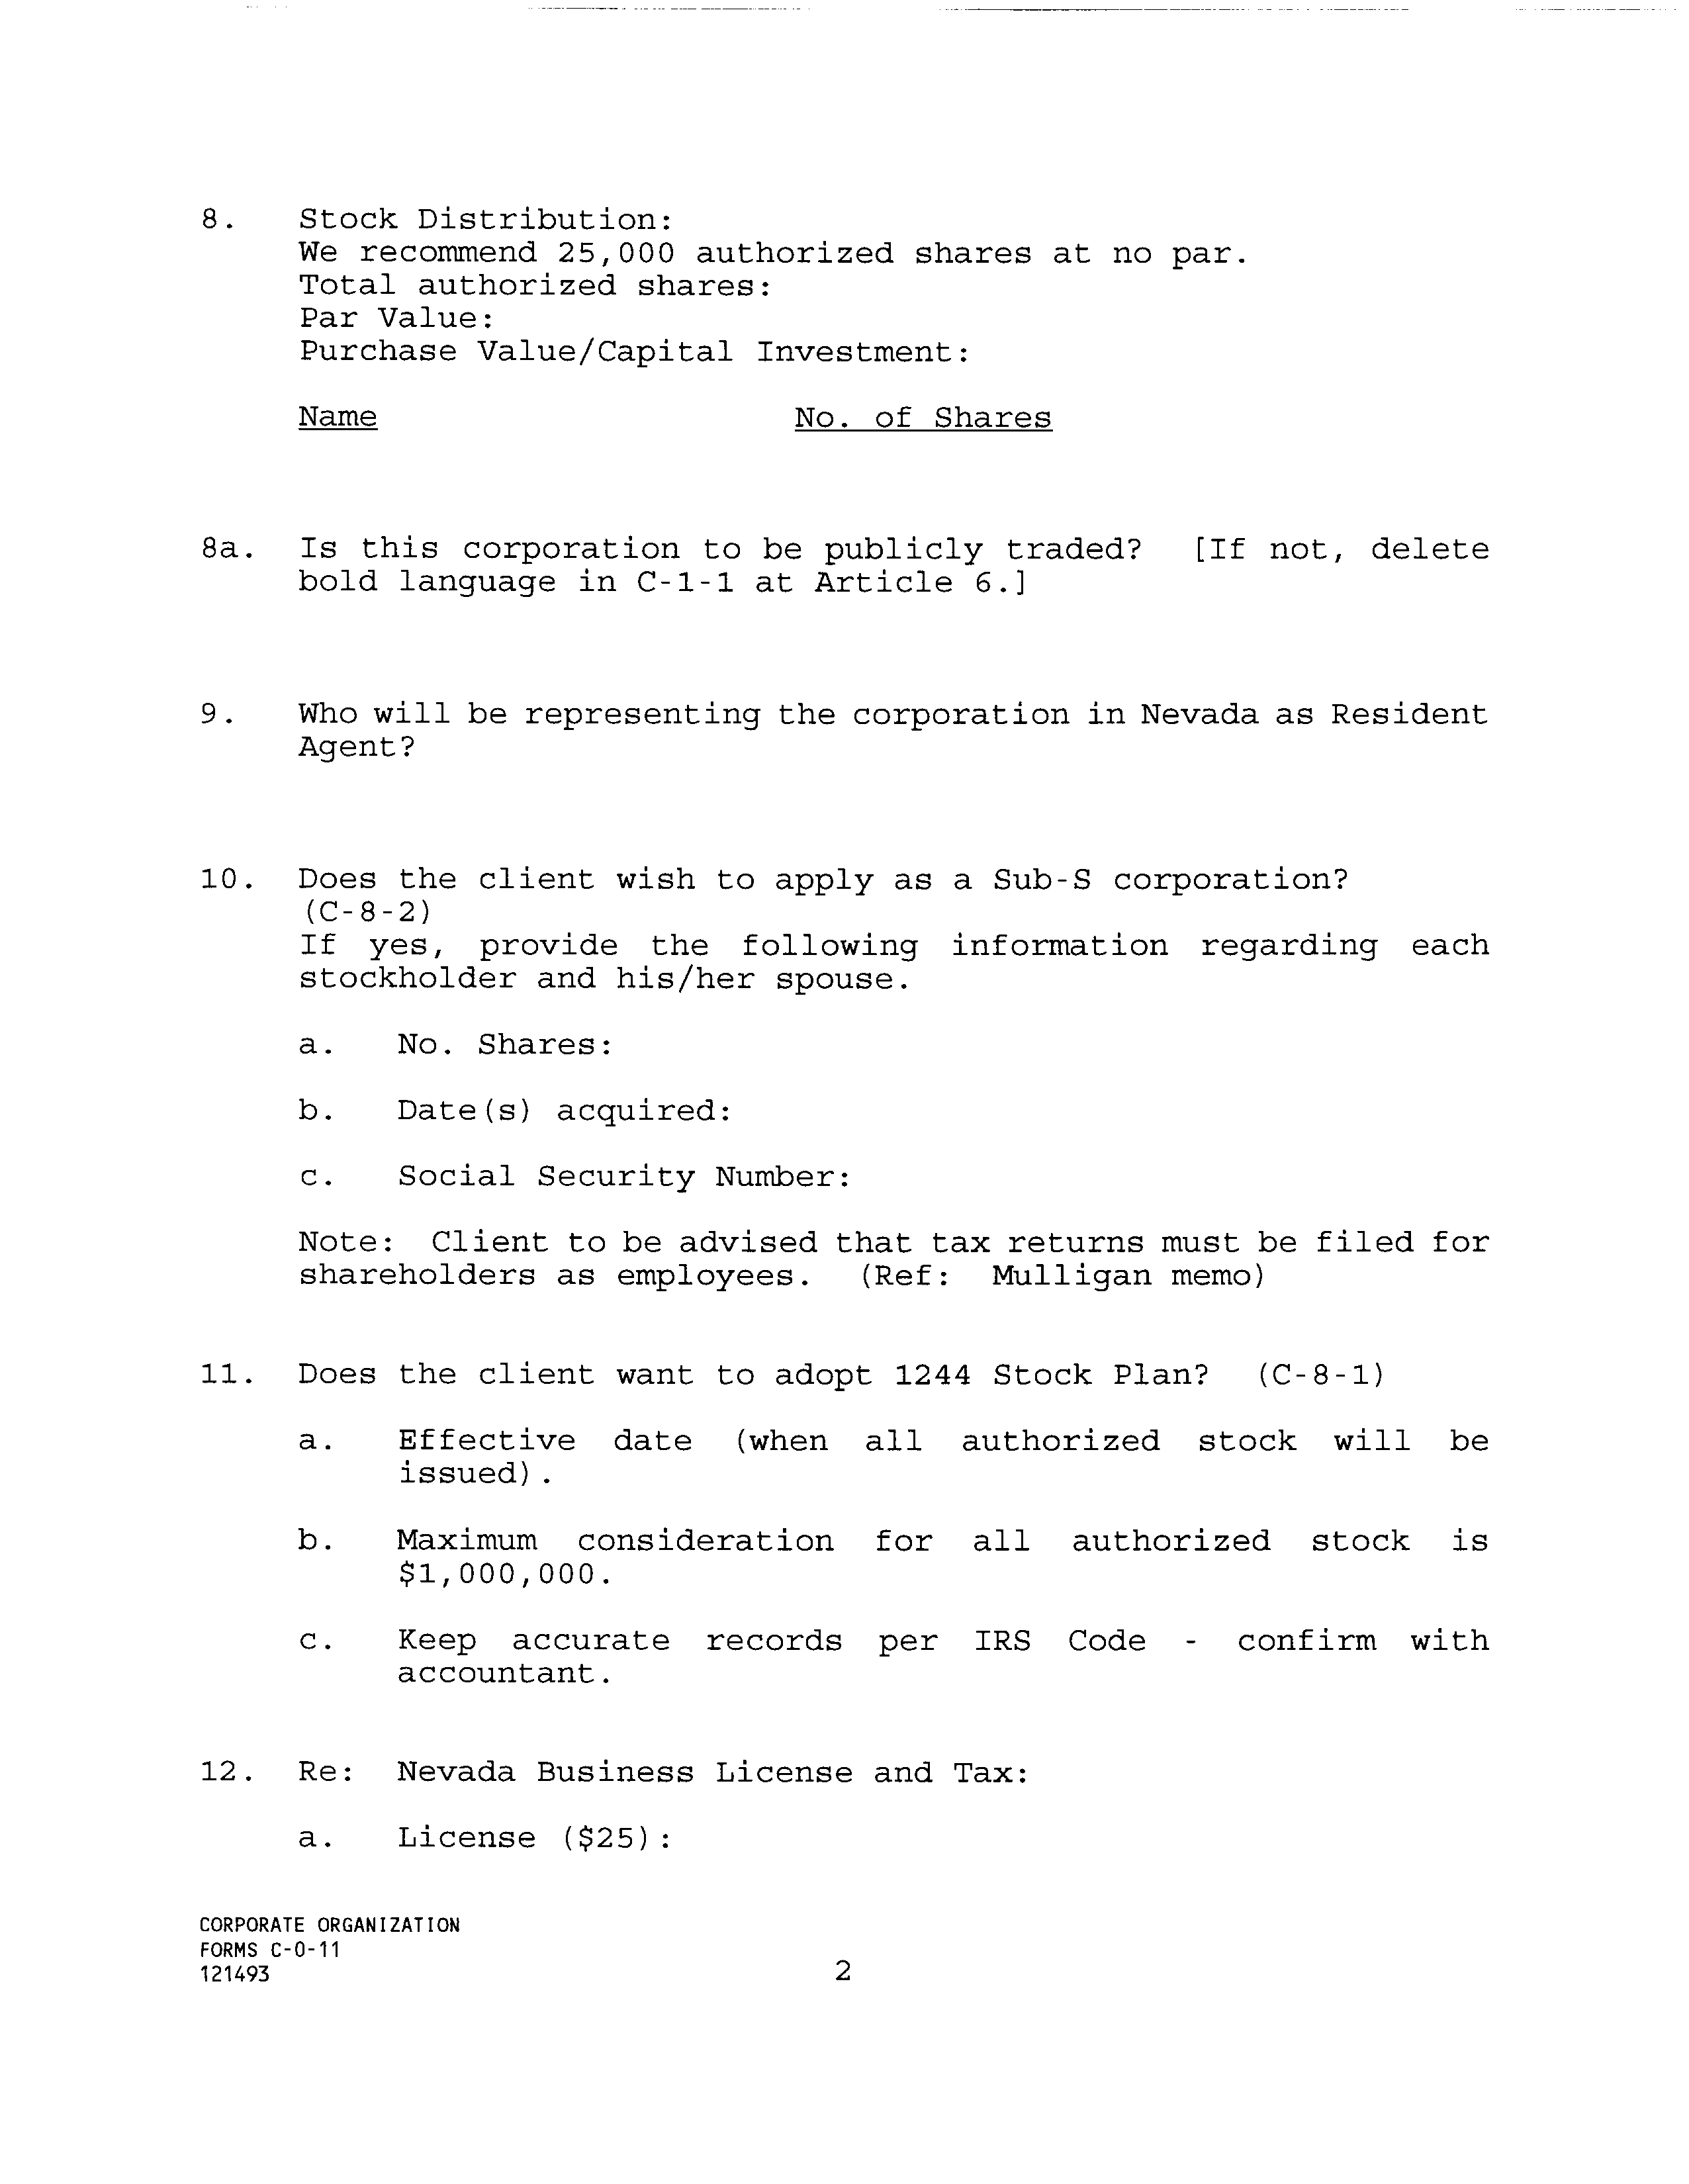 8. Stock Distribution:
We recommend 25,000 authorized shares at no par.
Total authorized shares:
Par Value:
Purchase Value/Capital Investment:
Name No. of Shares
8a. Is this corporation to be publicly traded? [If not, delete
bold language in C-1-1 at Article 6.]
9. Who will be representing the corporation in Nevada as Resident
Agent?
10. Does the client wish to apply as a Sub-S corporation?
(C-8-2)
If yes, provide the following information regarding each
stockholder and his/her spouse.
a. No. Shares:
b. Date(s) acquired:
c. Social Security Number:
Note: Client to be advised that tax returns must be filed for
shareholders as employees. (Ref: Mulligan memo)
11. Does the client want to adopt 1244 Stock Plan? (C-8-1)
a. Effective date (when all authorized stock will be
issued).
b. Maximum consideration for all authorized stock is
$1,000,000.
c. Keep accurate records per IRS Code - confirm with
accountant.
12. Re: Nevada Business License and Tax:
a. License ($25):
CORPORATE ORGANIZATION
FORMS C-0-11
121493 2